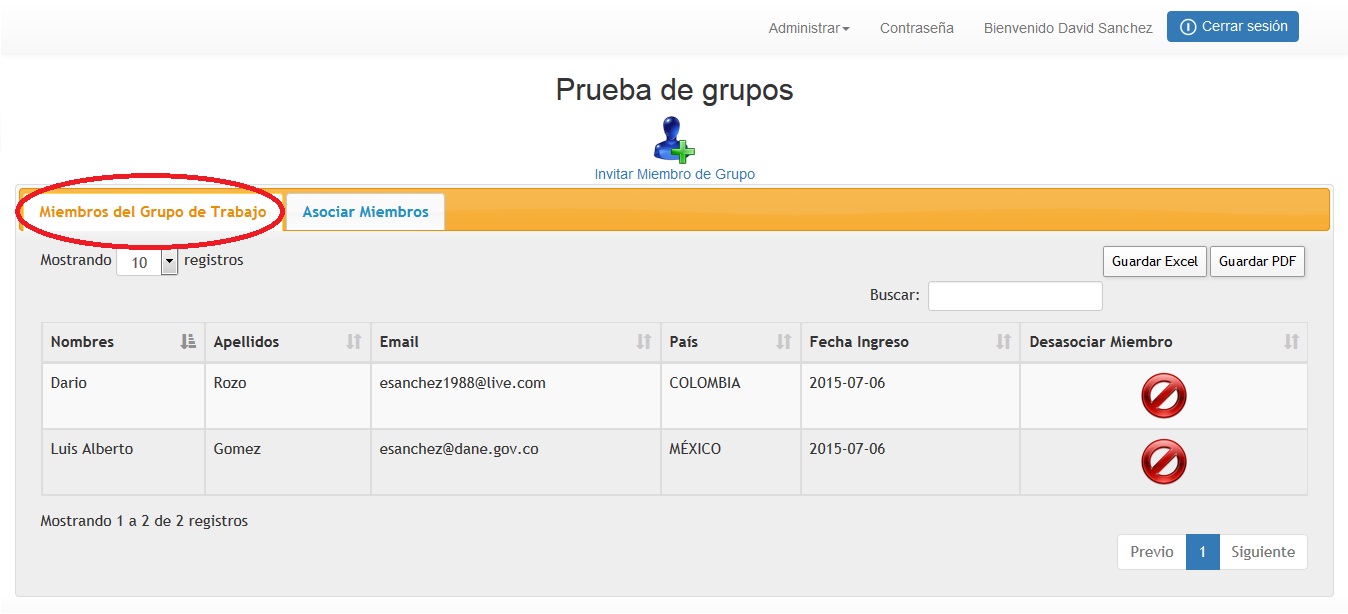 Administrar Contraseña Bienvenido David Sanchez Cerrar sesión
Prueba de grupos
Invitar Miembro de Grupo
Miembros del Grupo de Trabajo Asociar Miembros
Mostrando 10 registros Guardar Excel Guardar PDF
Buscar:
Nombres Apellidos Email País Fecha Ingreso Desasociar Miembro
Dario Rozo esanchez1988@live.com COLOMBIA 2015-07-06
Luis Alberto Gomez esanchez@dane.gov.co MÉXICO 2015-07-06
Mostrando 1 a 2 de 2 registros
Previo 1 Siguiente